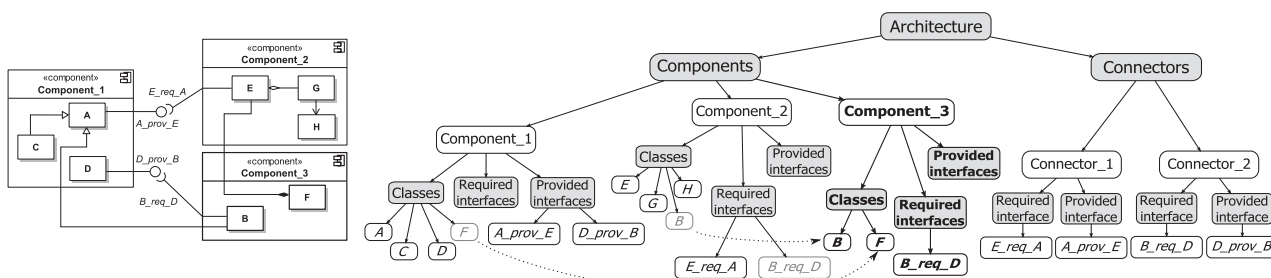 «component»
Component_1
A
C
D
E_req_A
A_prov_E
D_prov_B
B_req_D
«component»
Component_2
E
G
H
«component»
Component_3
F
B
Architecture
Components
Connectors
Component_1
Component_2
Component_3
Connector_1
Connector_2
Classes
Required
interfaces
Provided
interfaces
A
C
D
F
A_prov_E
D_prov_B
Classes
Required
interfaces
Provided
interfaces
E
G
B
H
E_req_A
B_req_D
Classes
Required
interfaces
Provided
interfaces
B
F
B_req_D
Required
interface
Provided
interface
E_req_A
A_prov_E
Required
interface
Provided
interface
B_req_D
D_prov_B